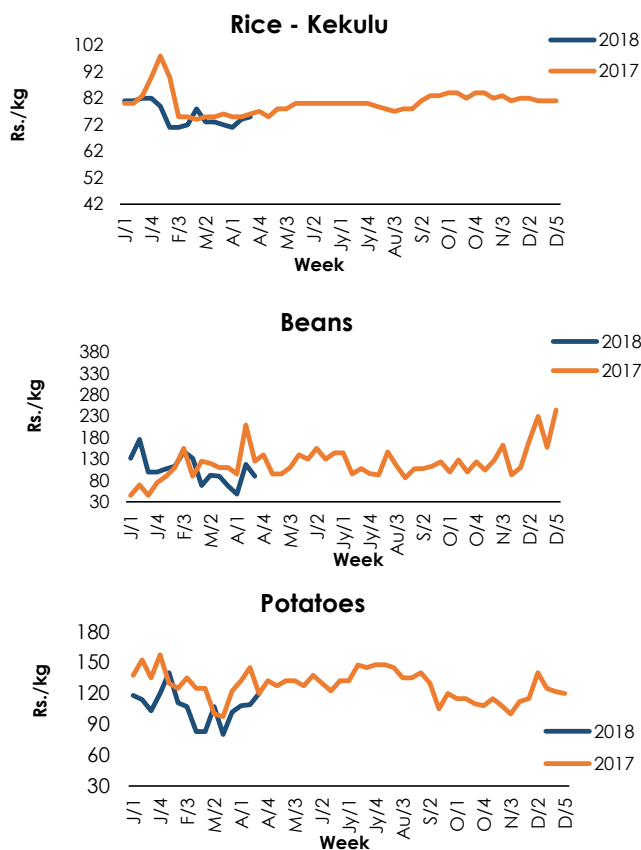 Rice - Kekulu
2018
2017
Rs./kg
102
92
82
72
62
52
42
J/1
J/4
F/3
M/2
A/1
A/4
M/3
J/2
Jy/1
Jy/4
Au/3
S/2
O/1
O/4
N/3
D/2
D/5
Week
Beans
2018
2017
Rs./kg
380
330
280
230
180
130
80
30
J/1
J/4
F/3
M/2
A/1
A/4
M/3
J/2
Jy/1
Jy/4
Au/3
S/2
O/1
O/4
N/3
D/2
D/5
Week
Potatoes
Rs./kg
180
150
120
90
60
30
2018
2017
J/1
J/4
F/3
M/2
A/1
A/4
M/3
J/2
Jy/1
Jy/4
Au/3
S/2
O/1
O/4
N/3
D/2
D/5
Week